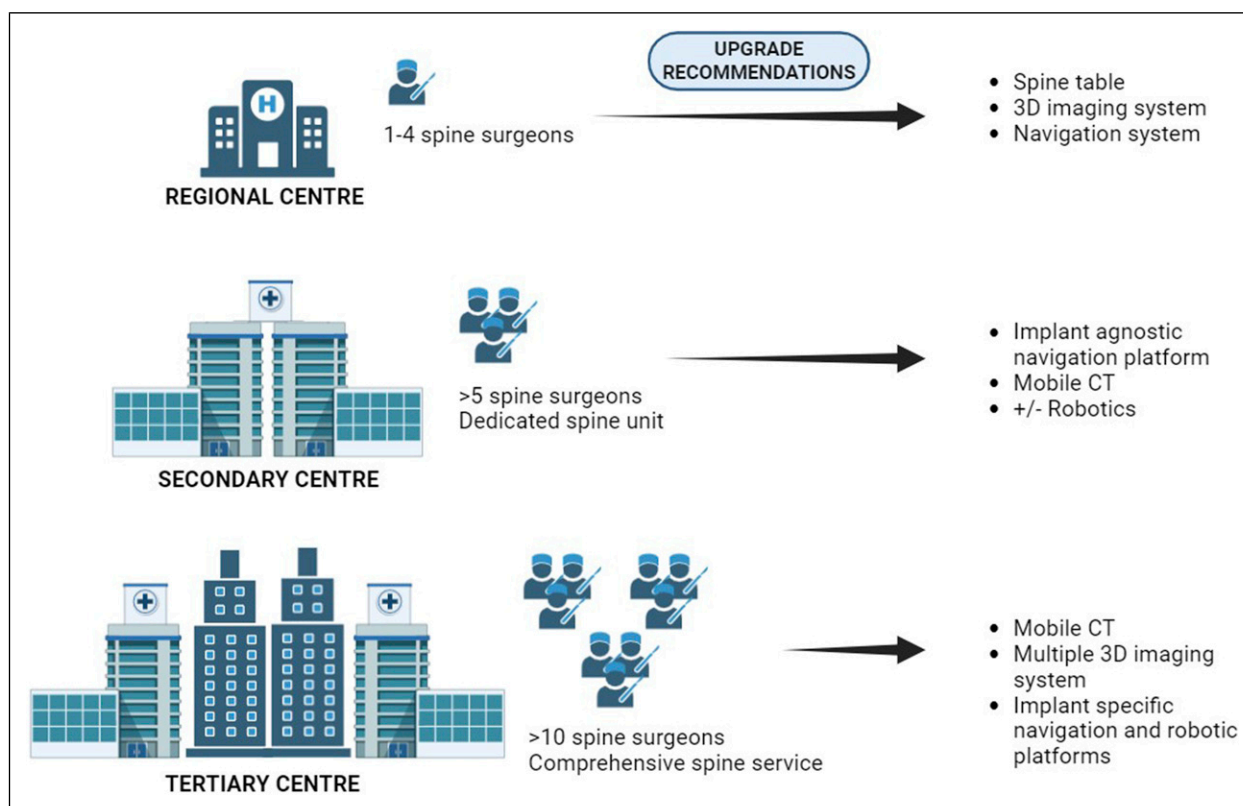 UPGRADE
RECOMMENDATIONS
H
1-4 spine surgeons
REGIONAL CENTRE
• Spine table
• 3D imaging system
• Navigation system
>5 spine surgeons
Dedicated spine unit
SECONDARY CENTRE
• Implant agnostic
navigation platform
• Mobile CT
• +/- Robotics
>10 spine surgeons
Comprehensive spine service
TERTIARY CENTRE
• Mobile CT
• Multiple 3D imaging
system
• Implant specific
navigation and robotic
platforms